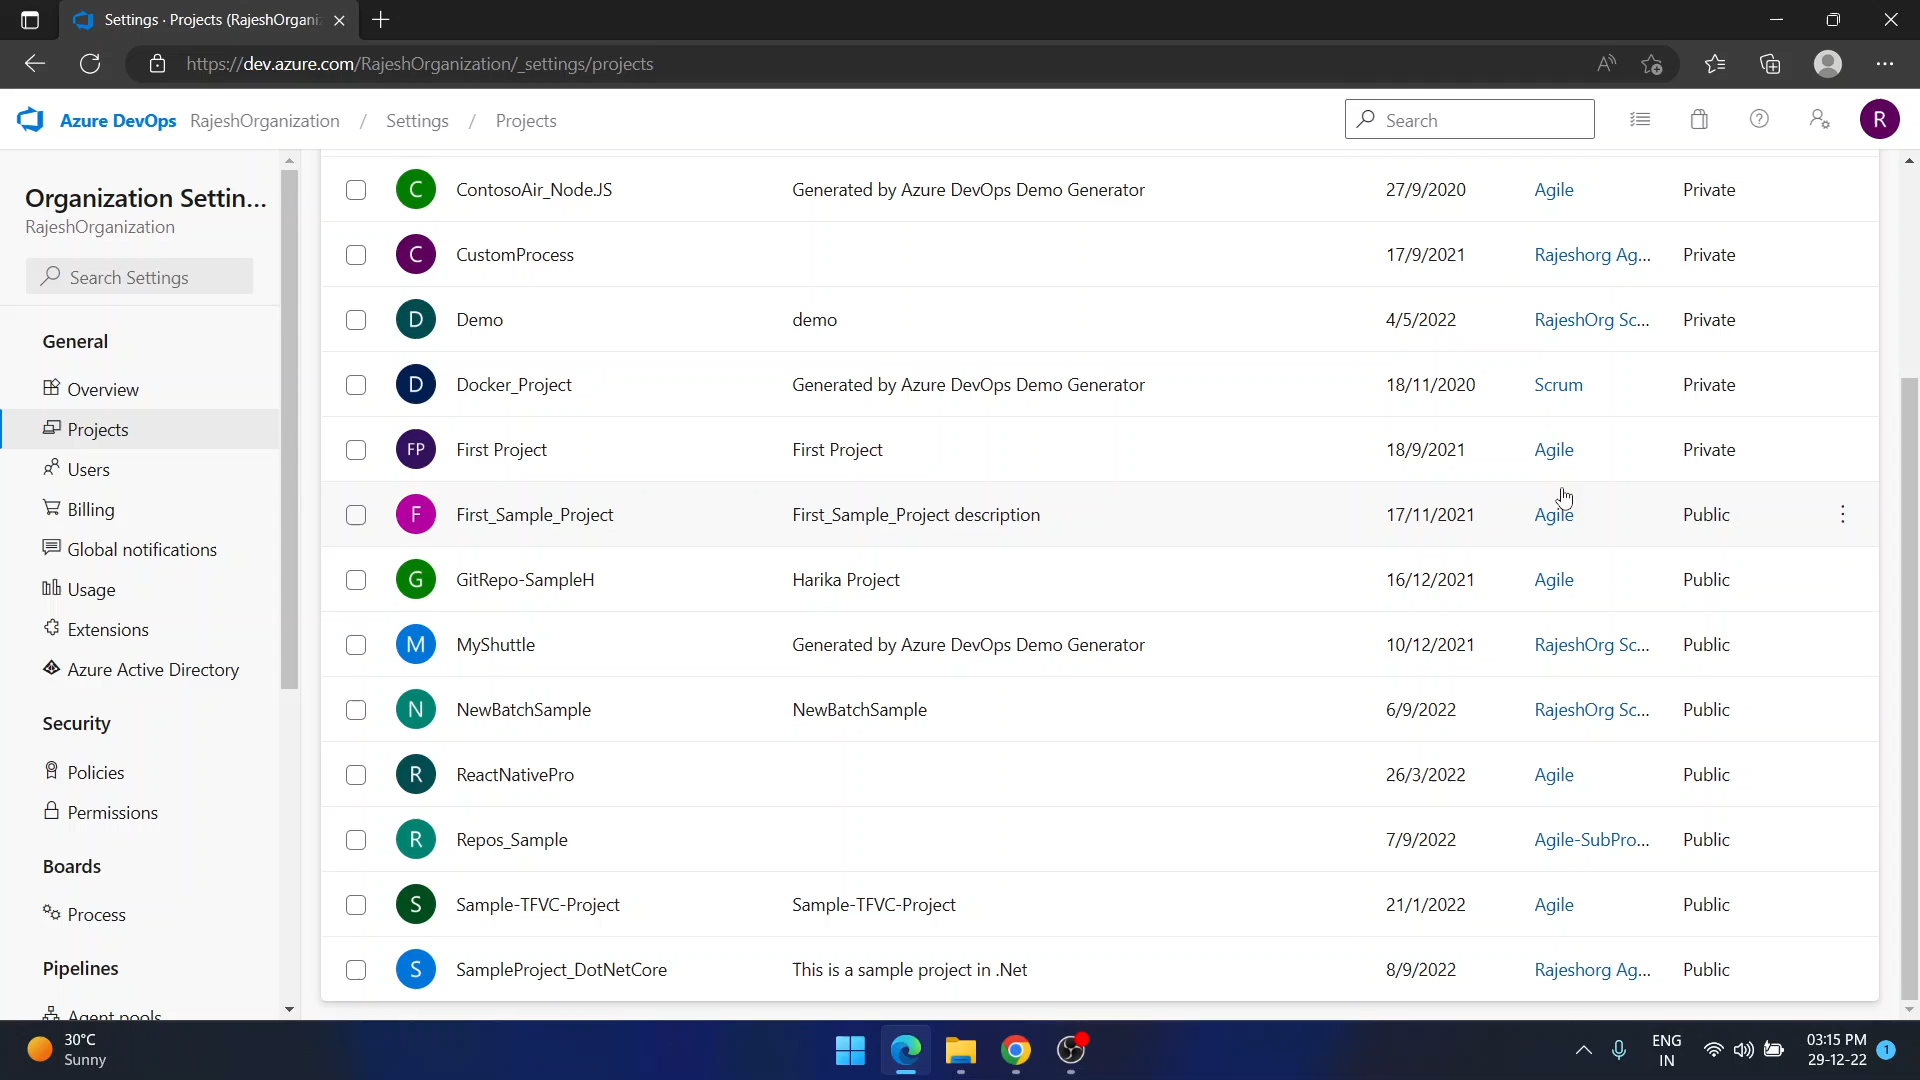 Settings · Projects (RajeshOrgani
https://dev.azure.com/RajeshOrganization/_settings/projects
Azure DevOps RajeshOrganization / Settings / Projects
Search
R
Organization Settin...
RajeshOrganization
Search Settings
General
Overview
Projects
Users
Billing
Global notifications
Usage
Extensions
Azure Active Directory
Security
Policies
Permissions
Boards
Process
Pipelines
Agent pools
C ContosoAir_Node.JS Generated by Azure DevOps Demo Generator 27/9/2020 Agile Private
C CustomProcess 17/9/2021 Rajeshorg Ag... Private
D Demo demo 4/5/2022 RajeshOrg Sc... Private
D Docker_Project Generated by Azure DevOps Demo Generator 18/11/2020 Scrum Private
FP First Project First Project 18/9/2021 Agile Private
F First_Sample_Project First_Sample_Project description 17/11/2021 Agile Public
G GitRepo-SampleH Harika Project 16/12/2021 Agile Public
M MyShuttle Generated by Azure DevOps Demo Generator 10/12/2021 RajeshOrg Sc... Public
N NewBatchSample NewBatchSample 6/9/2022 RajeshOrg Sc... Public
R ReactNativePro 26/3/2022 Agile Public
R Repos_Sample 7/9/2022 Agile-SubPro... Public
S Sample-TFVC-Project Sample-TFVC-Project 21/1/2022 Agile Public
S SampleProject_DotNetCore This is a sample project in .Net 8/9/2022 Rajeshorg Ag... Public
30°C
Sunny
ENG
IN
03:15 PM
29-12-22
1